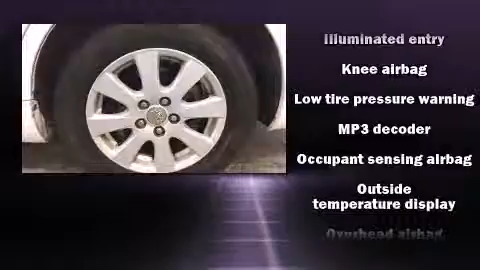 Illuminated entry
Knee airbag
Low tire pressure warning
MP3 decoder
Occupant sensing airbag
Outside
temperature display
Overhead airbag